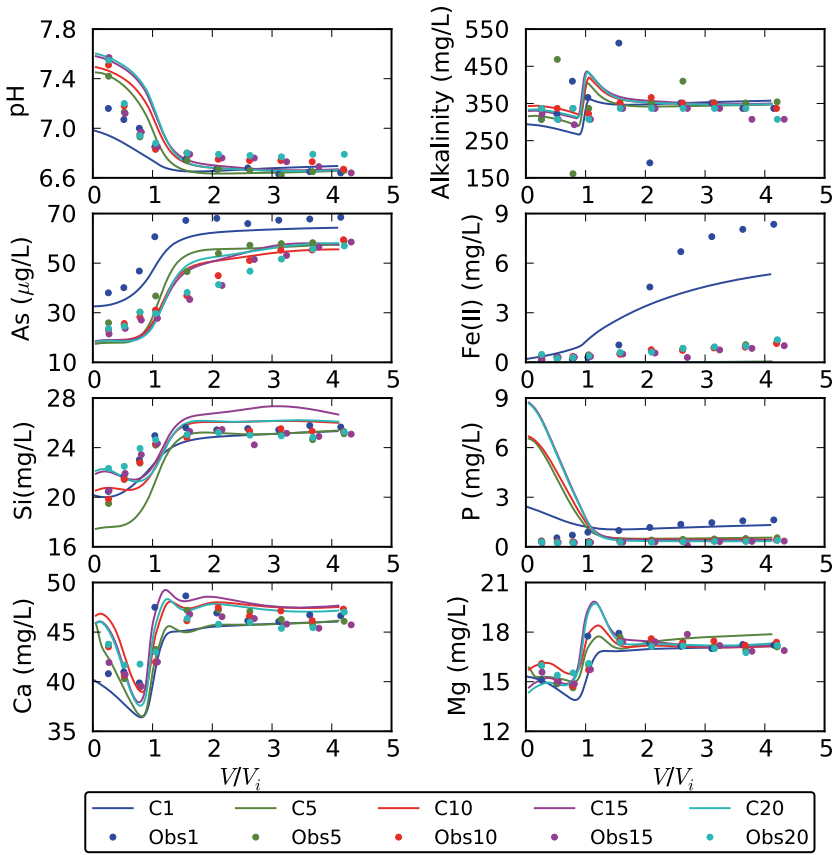 7.8
7.4
7.0
6.6
pH
0 1 2 3 4 5
550
450
350
250
150
Alkalinity (mg/L)
0 1 2 3 4 5
70
50
30
10
As (μg/L)
0 1 2 3 4 5
9
6
3
0
Fe(II) (mg/L)
0 1 2 3 4 5
28
24
20
16
Si(mg/L)
0 1 2 3 4 5
9
6
3
0
P (mg/L)
0 1 2 3 4 5
50
45
40
35
Ca (mg/L)
0 1 2 3 4 5
V/Vi
21
18
15
12
Mg (mg/L)
0 1 2 3 4 5
V/Vi
C1 C5 C10 C15 C20
Obs1 Obs5 Obs10 Obs15 Obs20